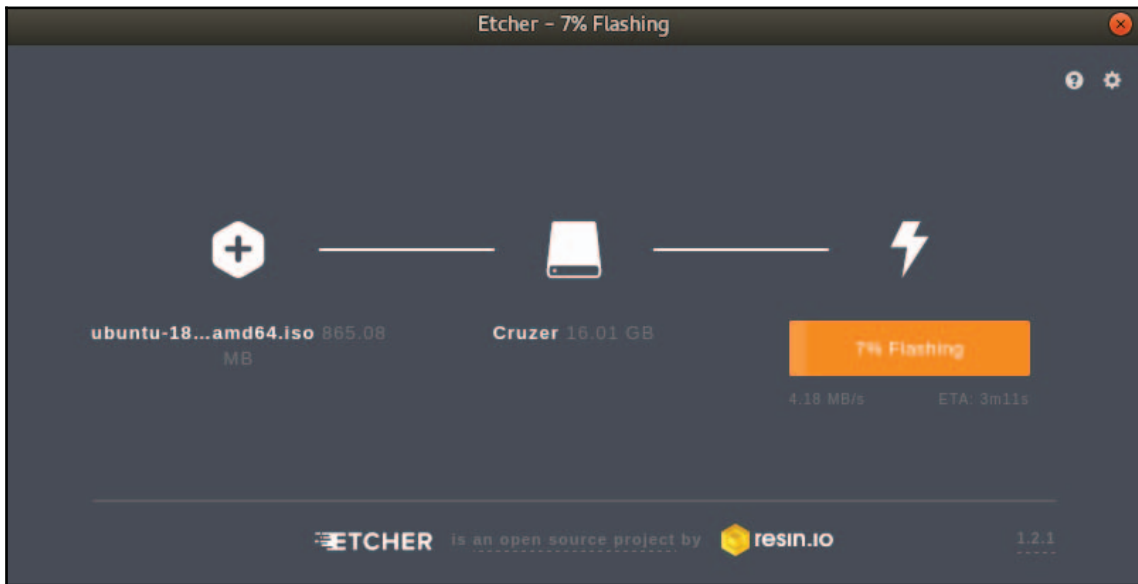 Etcher – 7% Flashing
ubuntu-18...amd64.iso 865.08
MB
Cruzer 16.01 GB
7% Flashing
4.18 MB/s ETA: 3m11s
ETCHER is an open source project by resin.io 1.2.1